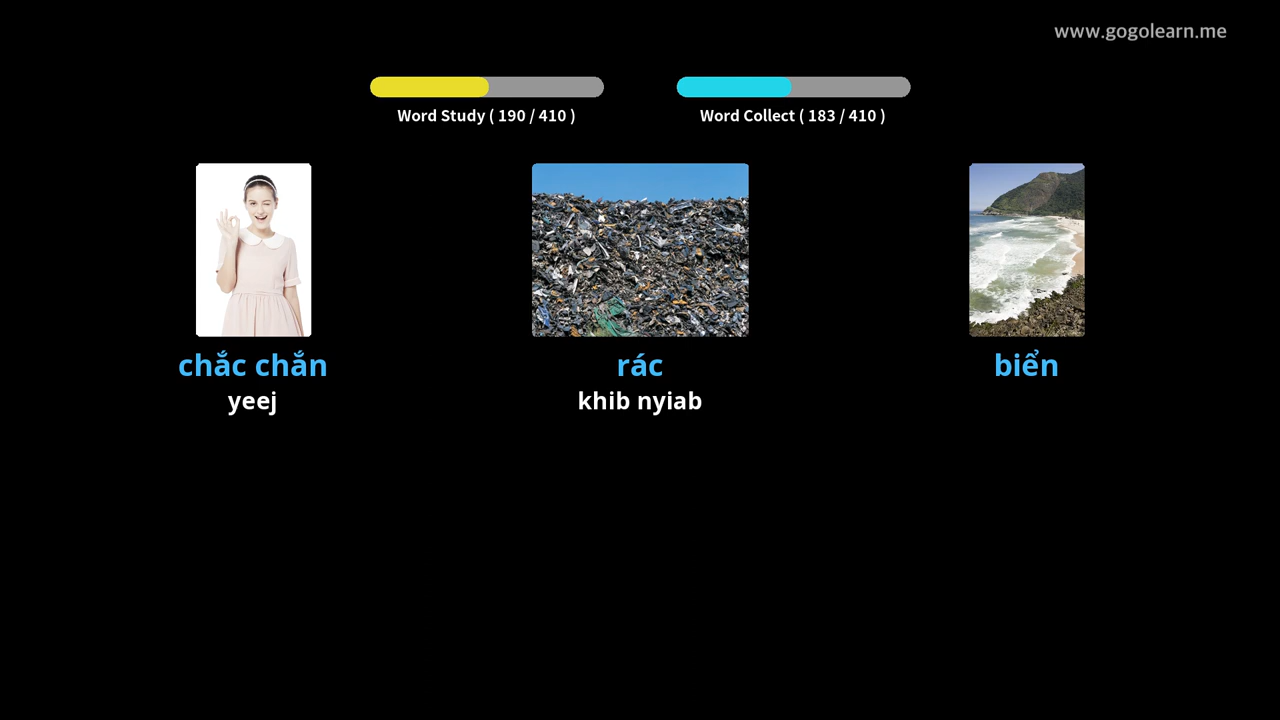 www.gogolearn.me
Word Study ( 190 / 410 )
Word Collect ( 183 / 410 )
chắc chắn
yeej
rác
khib nyiab
biển